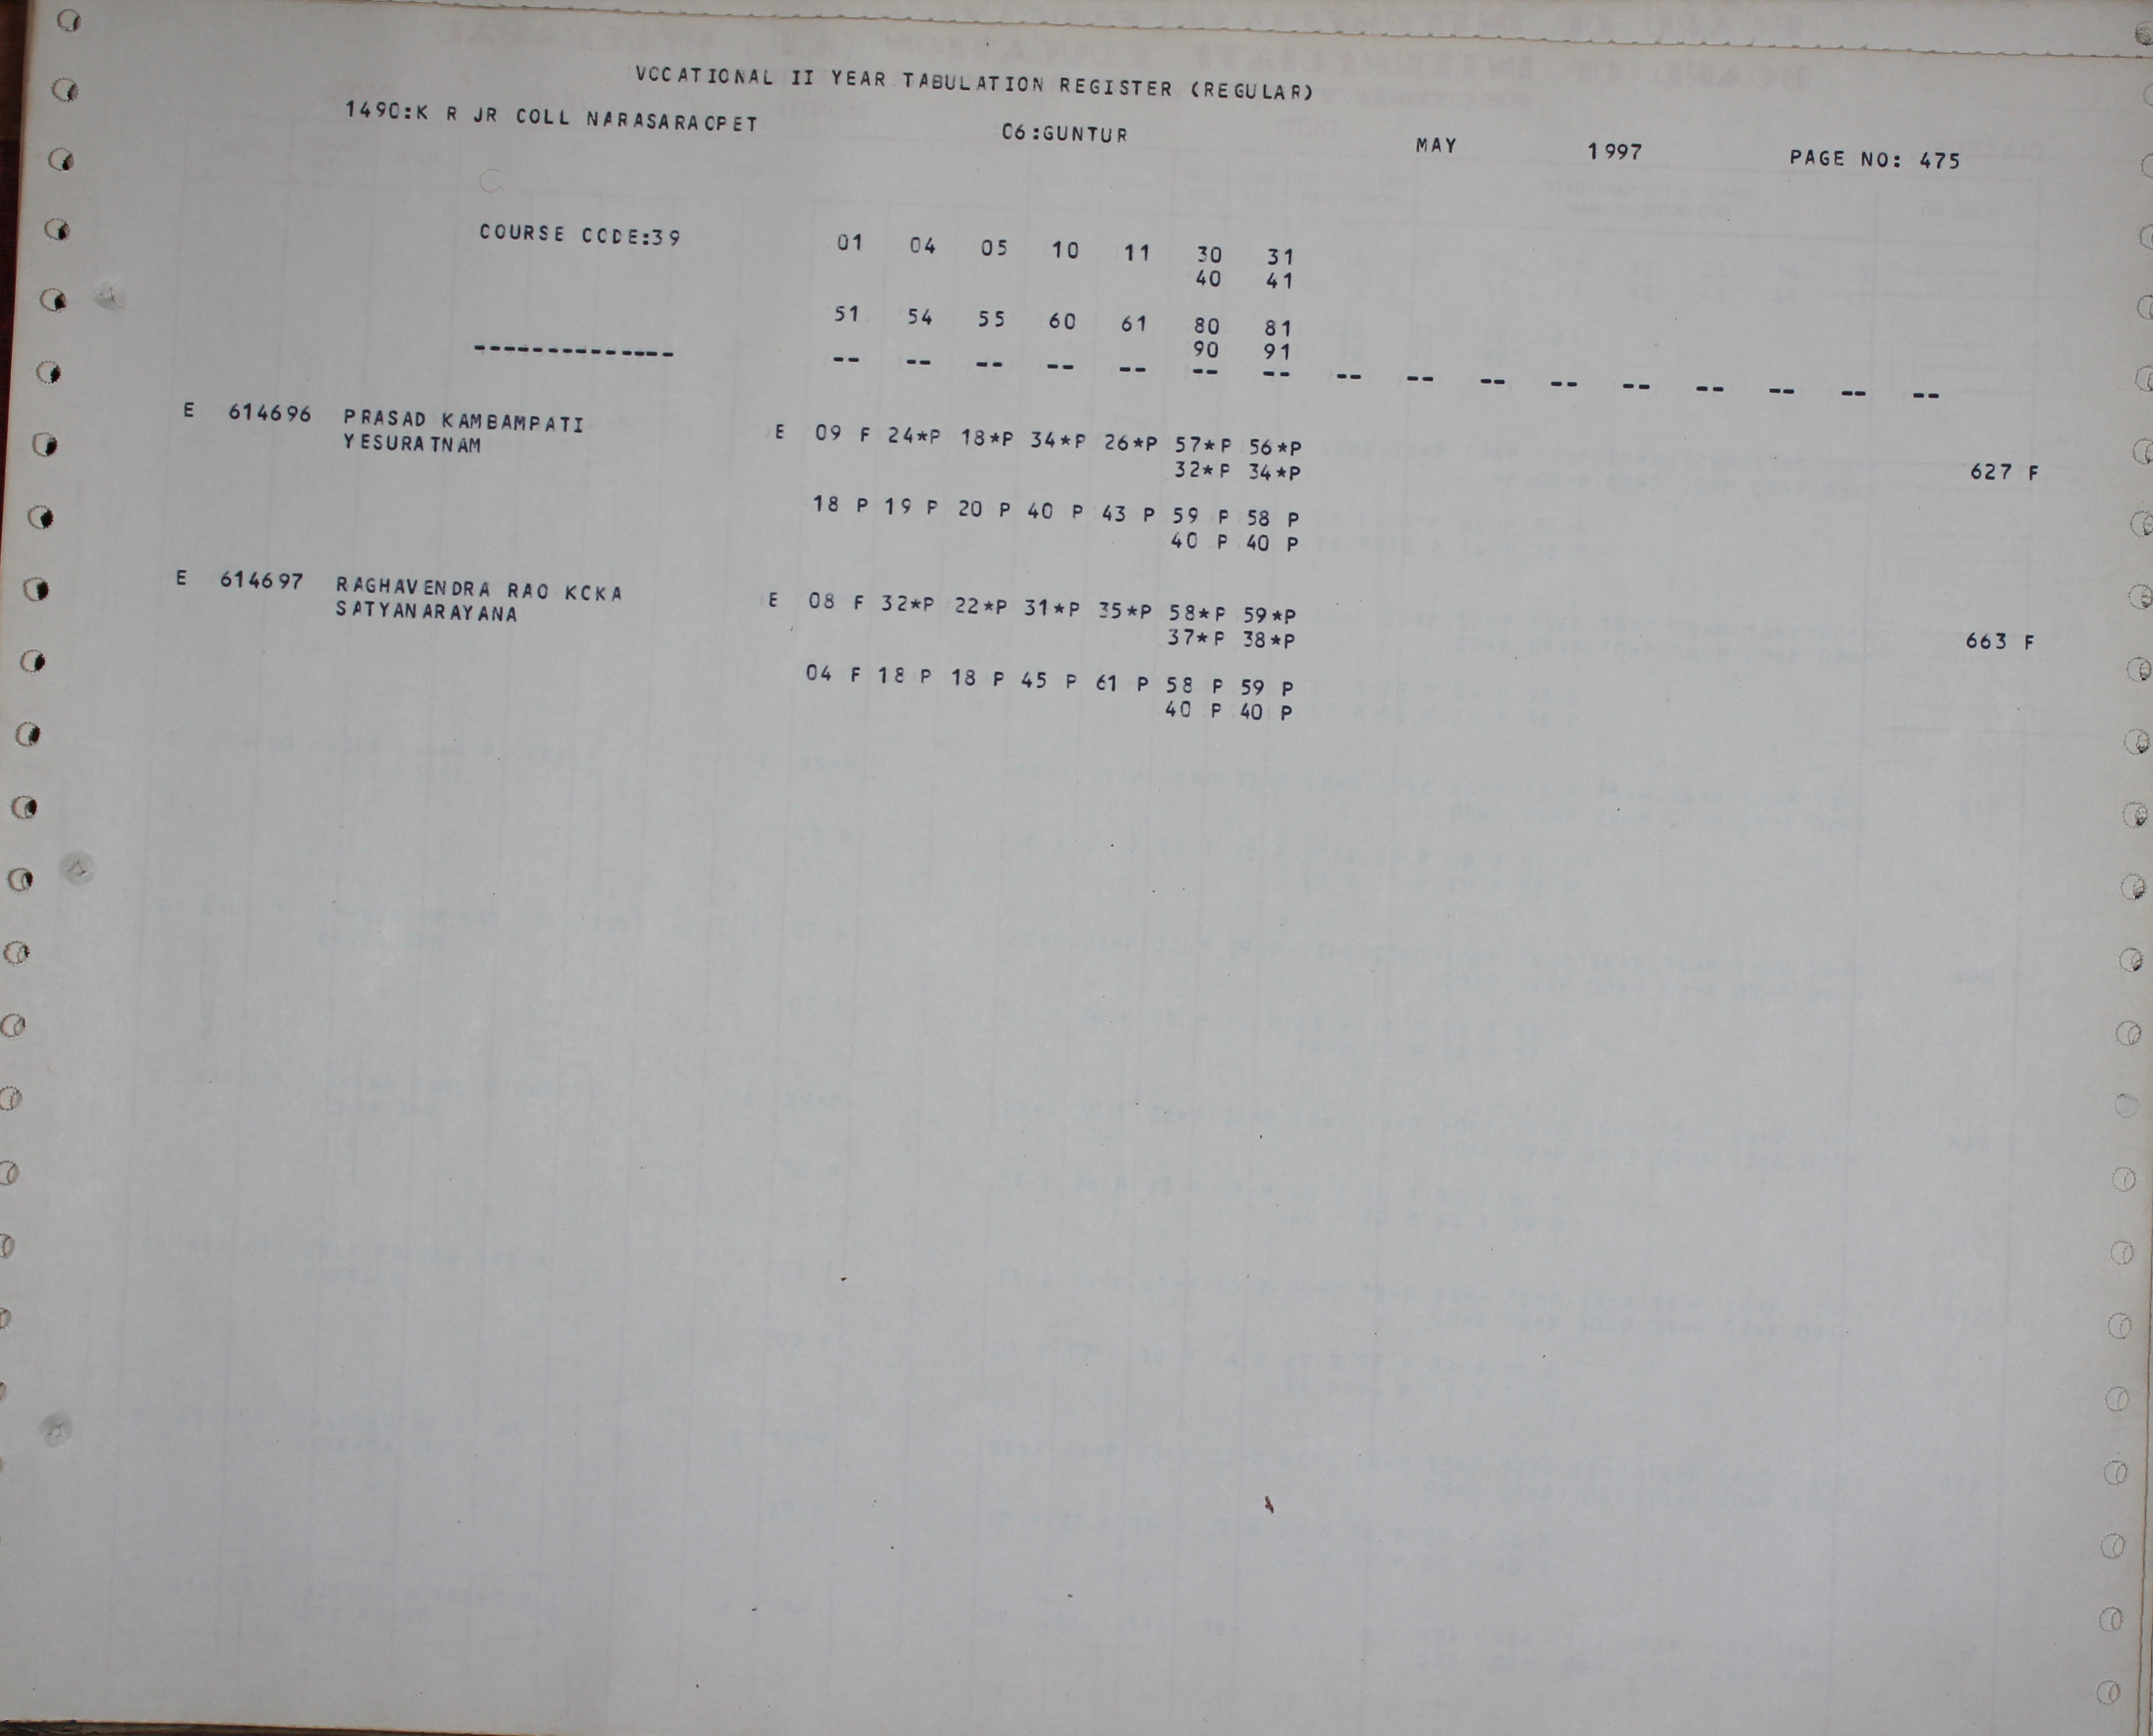 VOCATIONAL II YEAR TABULATION REGISTER (REGULAR)
1490:K R JR COLL NARASARAOPET 06:GUNTUR MAY 1997 PAGE NO: 475
COURSE CODE:39 01 04 05 10 11 30 31
40 41
51 54 55 60 61 80 81
90 91
-------------- -- -- -- -- -- -- -- -- -- -- -- -- -- -- -- --
E 614696 PRASAD KAMBAMPATI E 09 F 24*P 18*P 34*P 26*P 57*P 56*P
YESURATNAM 32*P 34*P 627 F
18 P 19 P 20 P 40 P 43 P 59 P 58 P
40 P 40 P
E 614697 RAGHAVENDRA RAO KOKA E 08 F 32*P 22*P 31*P 35*P 58*P 59*P
SATYANARAYANA 37*P 38*P 663 F
04 F 18 P 18 P 45 P 61 P 58 P 59 P
40 P 40 P